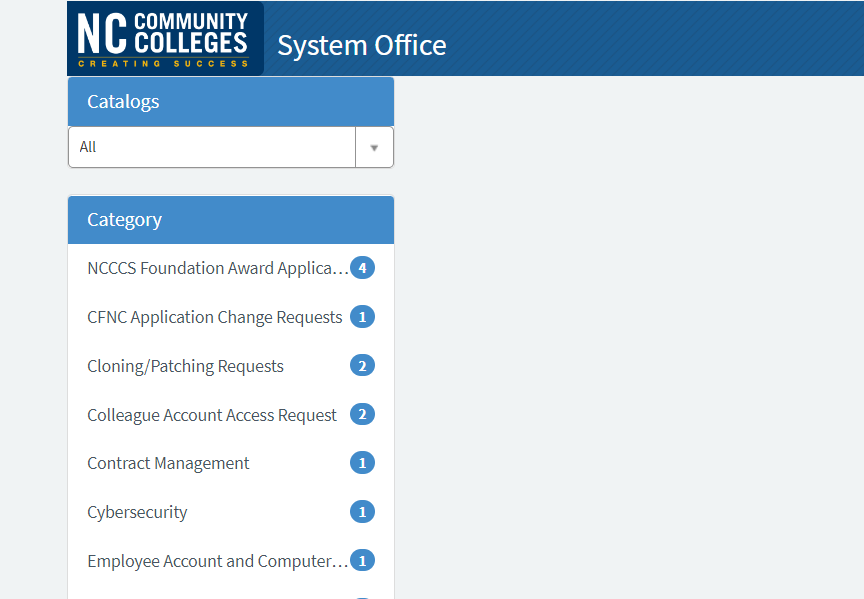 NC COMMUNITY COLLEGES
CREATING SUCCESS
System Office
Catalogs
All
Category
NCCCS Foundation Award Applica... 4
CFNC Application Change Requests 1
Cloning/Patching Requests 2
Colleague Account Access Request 2
Contract Management 1
Cybersecurity 1
Employee Account and Computer... 1